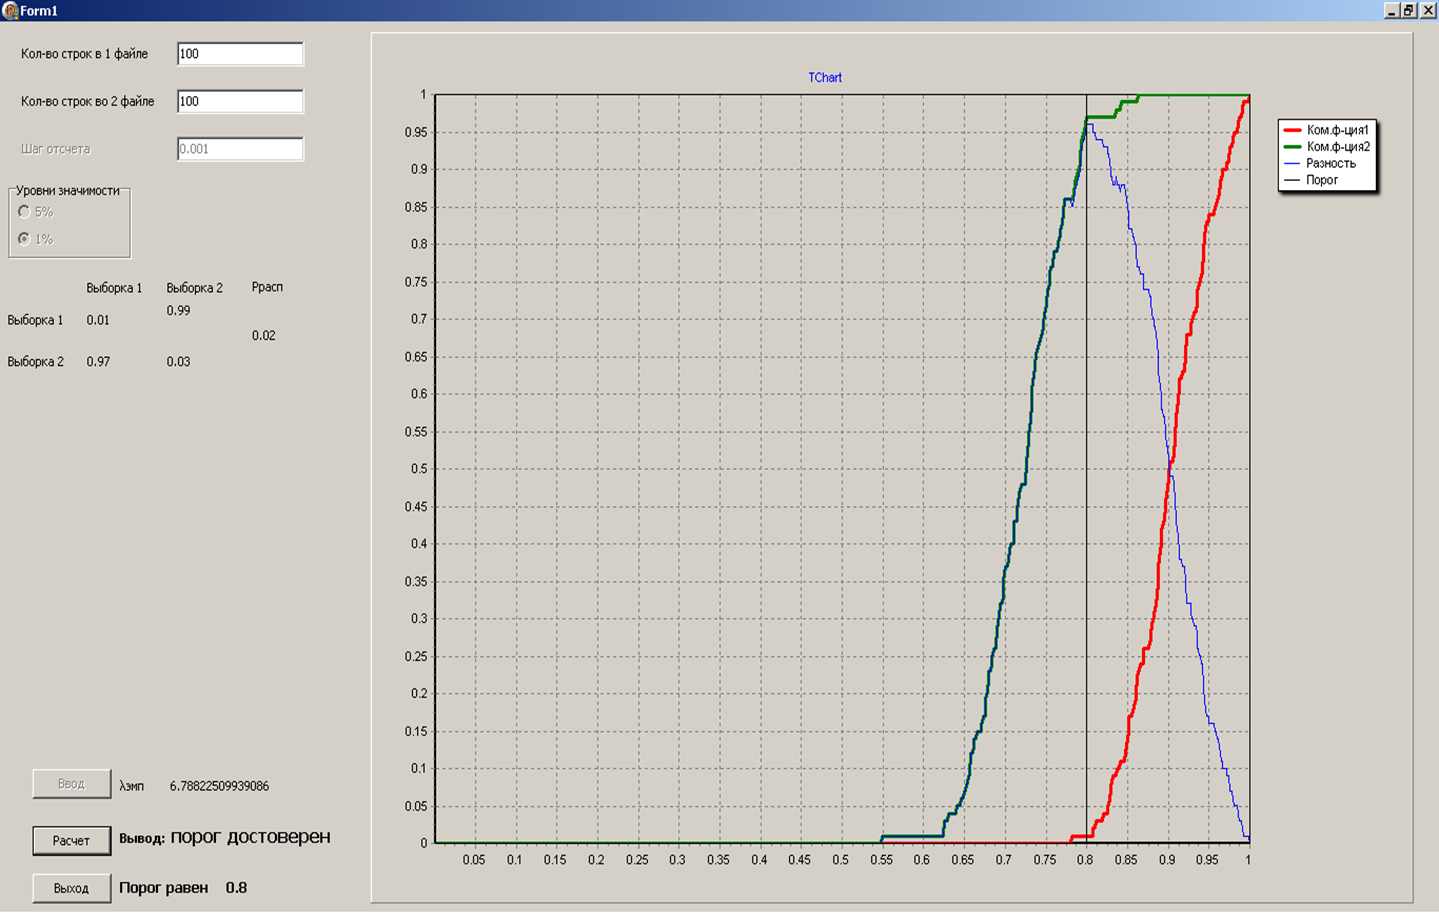 Form1
Кол-во строк в 1 файле 100
Кол-во строк во 2 файле 100
Шаг отсчета 0.001
Уровни значимости
5%
1%
Выборка 1 Выборка 2 Ррасп
Выборка 1 0.01 0.99
0.02
Выборка 2 0.97 0.03
Ввод λэмп 6.78822509939086
Расчет Вывод: порог достоверен
Выход Порог равен 0.8
TChart
1
0.95
0.9
0.85
0.8
0.75
0.7
0.65
0.6
0.55
0.5
0.45
0.4
0.35
0.3
0.25
0.2
0.15
0.1
0.05
0
0.05 0.1 0.15 0.2 0.25 0.3 0.35 0.4 0.45 0.5 0.55 0.6 0.65 0.7 0.75 0.8 0.85 0.9 0.95 1
Ком.ф-ция1
Ком.ф-ция2
Разность
Порог